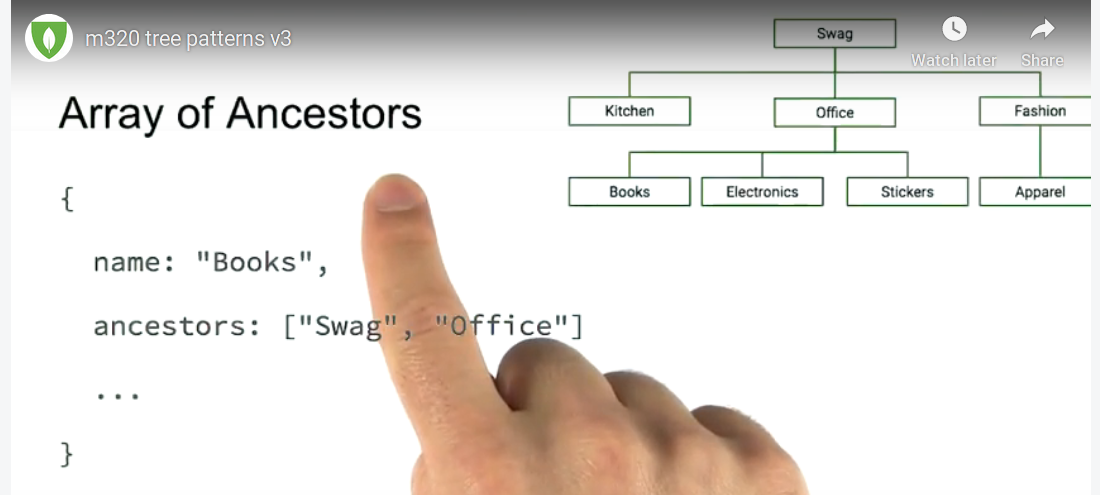 m320 tree patterns v3
Watch later
Share
Swag
Kitchen
Office
Fashion
Books
Electronics
Stickers
Apparel
Array of Ancestors
{
name: "Books",
ancestors: ["Swag", "Office"]
...
}